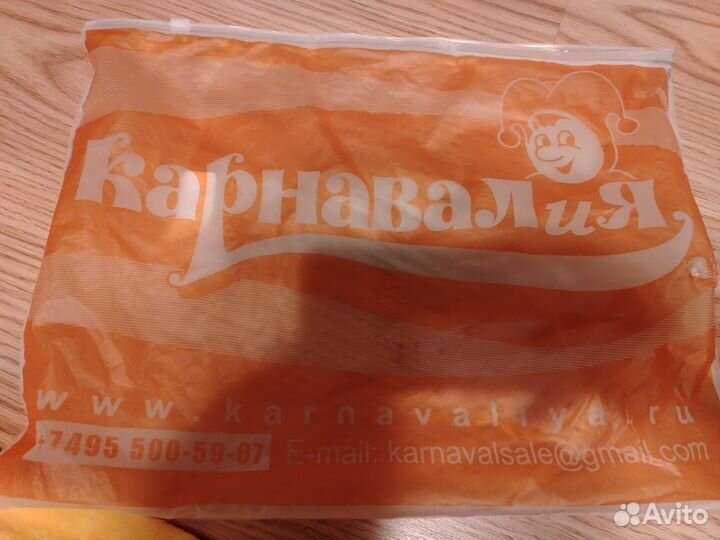 Карнавалия
www.karnavaliya.ru
+7495 500-59-07 E-mail: karnavalsale@gmail.com
Avito